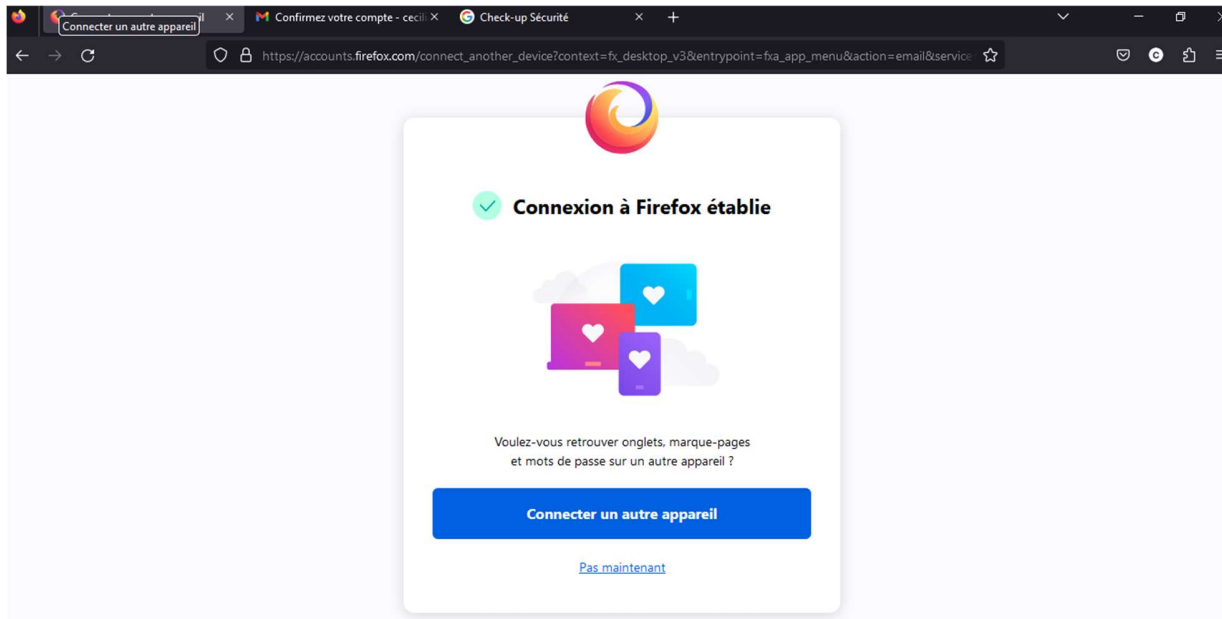 Connecter un autre appareil
Confirmez votre compte - cecili
Check-up Sécurité
https://accounts.firefox.com/connect_another_device?context=fx_desktop_v3&entrypoint=fxa_app_menu&action=email&service
C
Connexion à Firefox établie
Voulez-vous retrouver onglets, marque-pages
et mots de passe sur un autre appareil ?
Connecter un autre appareil
Pas maintenant